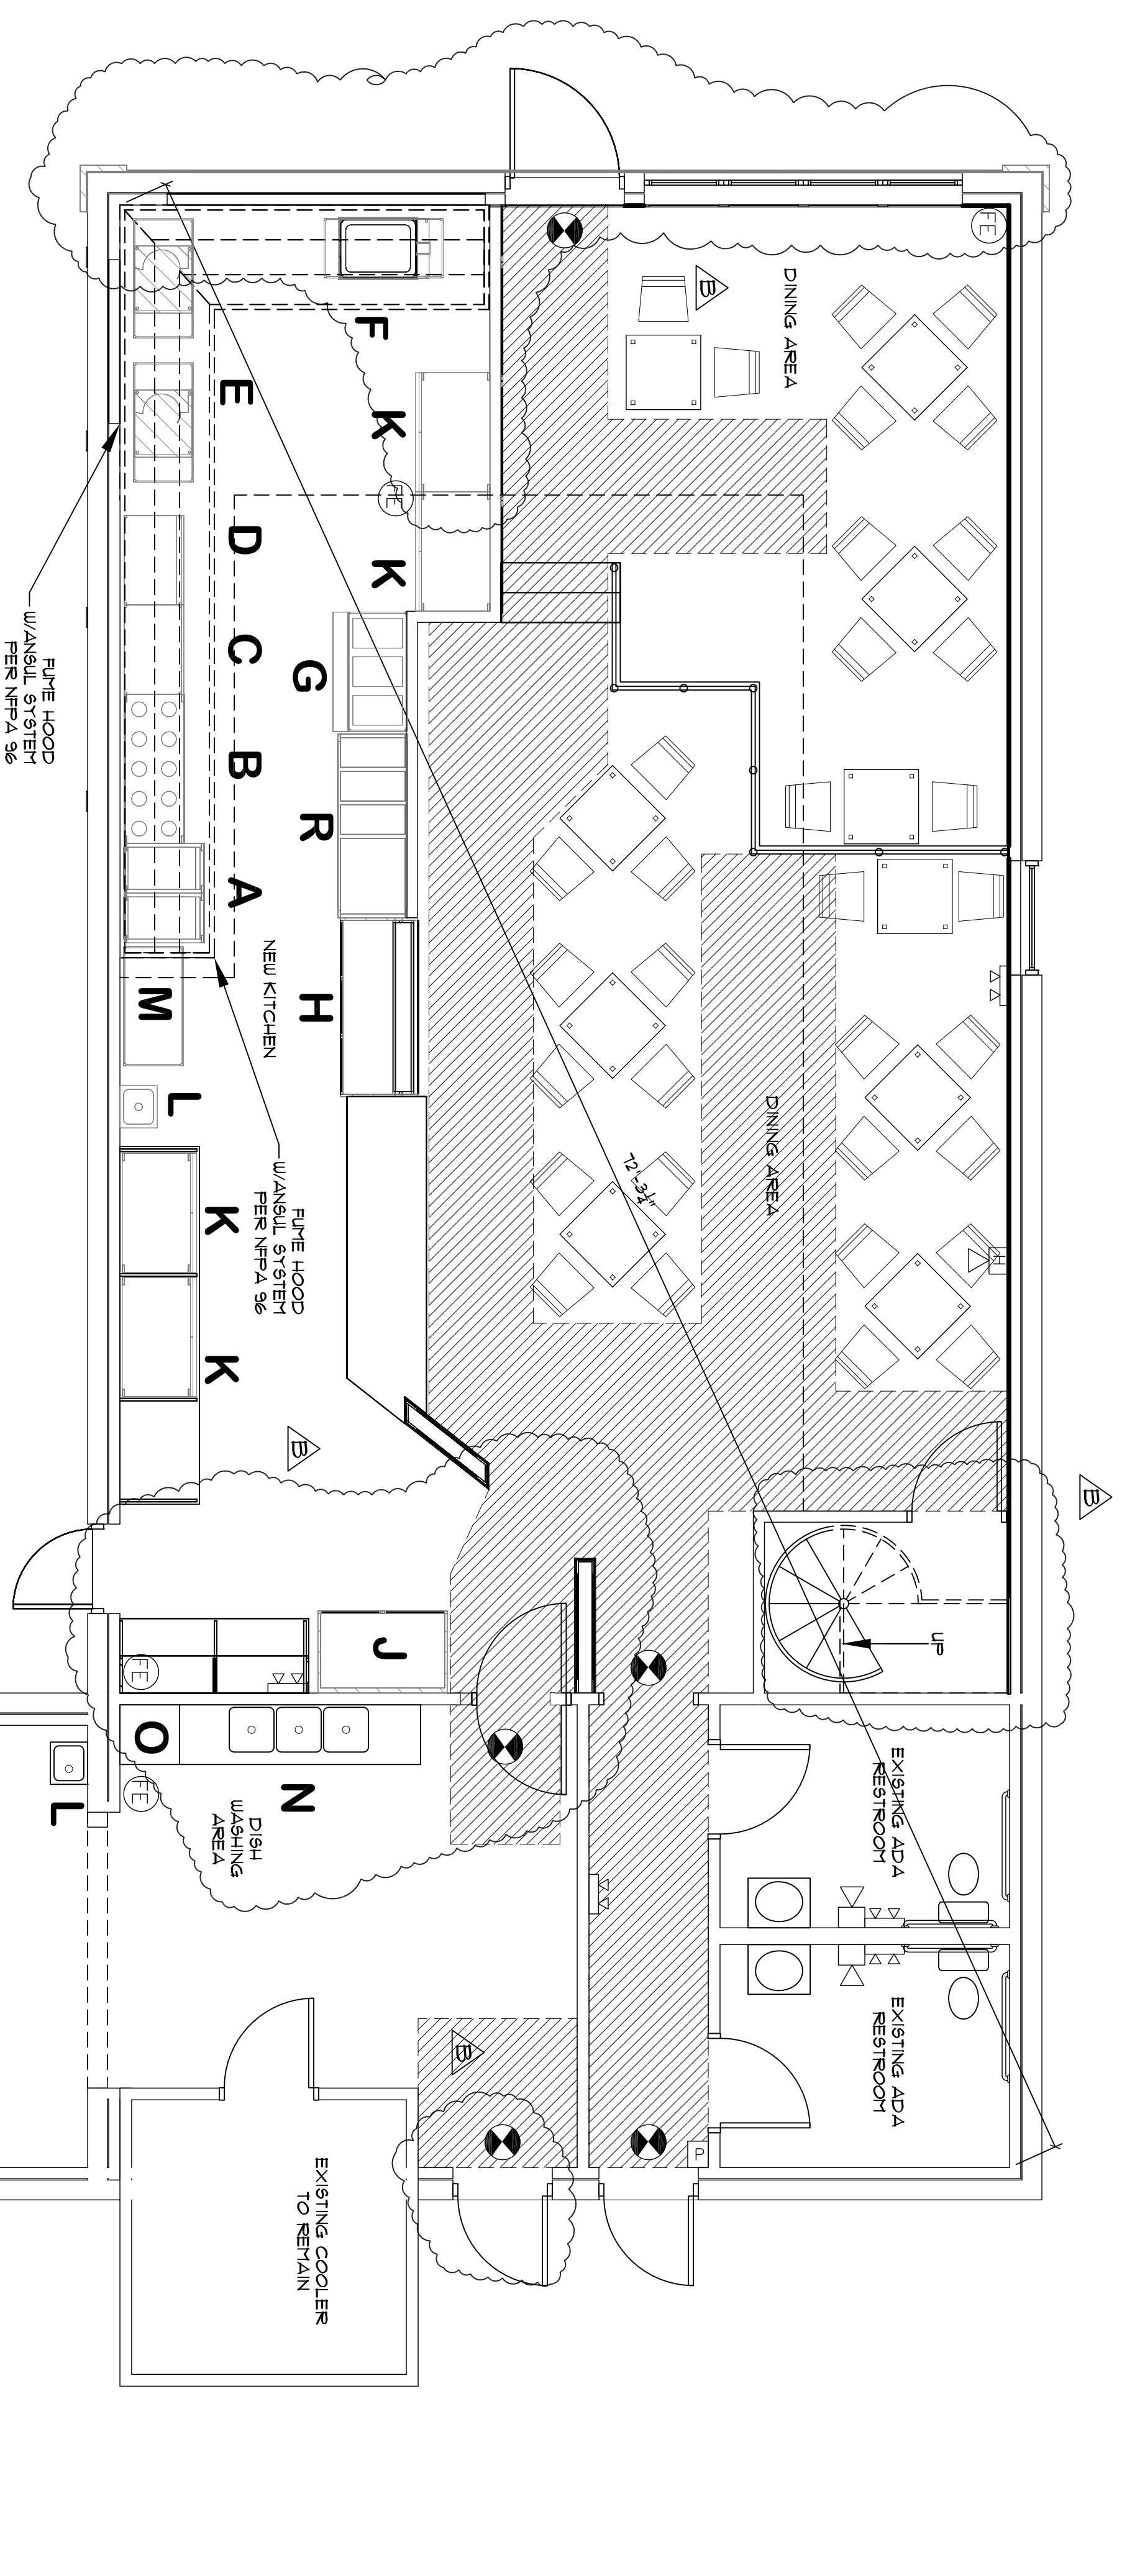 FE
DINING AREA
B
F
K
E
FE
K
D
C
G
B
R
A
FUME HOOD
W/ANSUL SYSTEM
PER NFPA 96
NEW KITCHEN
H
M
L
DINING AREA
72'-3 1/4"
FUME HOOD
W/ANSUL SYSTEM
PER NFPA 96
K
K
H
B
B
UP
J
FE
O
N
FE
L
DISH
WASHING
AREA
EXISTING ADA
RESTROOM
EXISTING ADA
RESTROOM
B
P
EXISTING COOLER
TO REMAIN